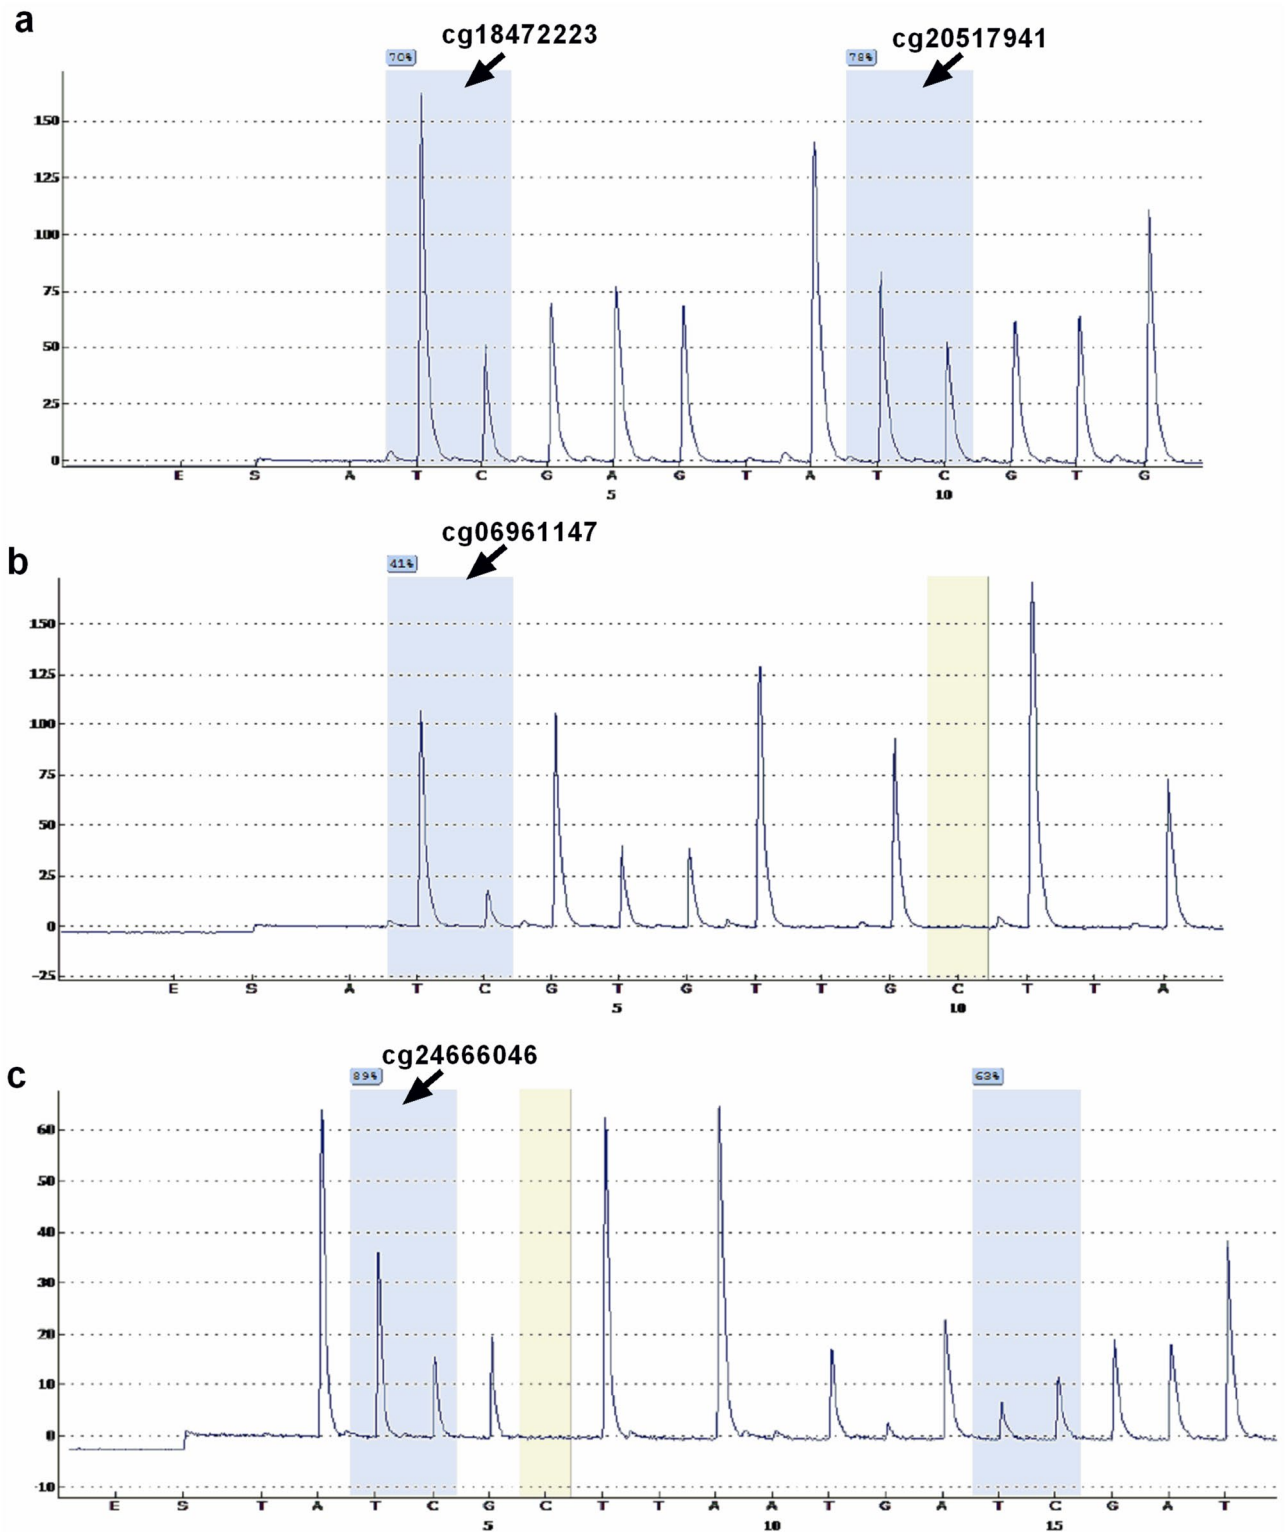 a
cg18472223
cg20517941
70%
78%
150
125
100
75
50
25
0
E S A T C G A G T A T C G T G
5 10
b
cg06961147
41%
150
125
100
75
50
25
0
-25
E S A T C G T G T T G C T T A
5 10
c
cg24666046
89%
63%
60
50
40
30
20
10
0
-10
E S T A T C G C T T A A T G A T C G A T
5 10 15